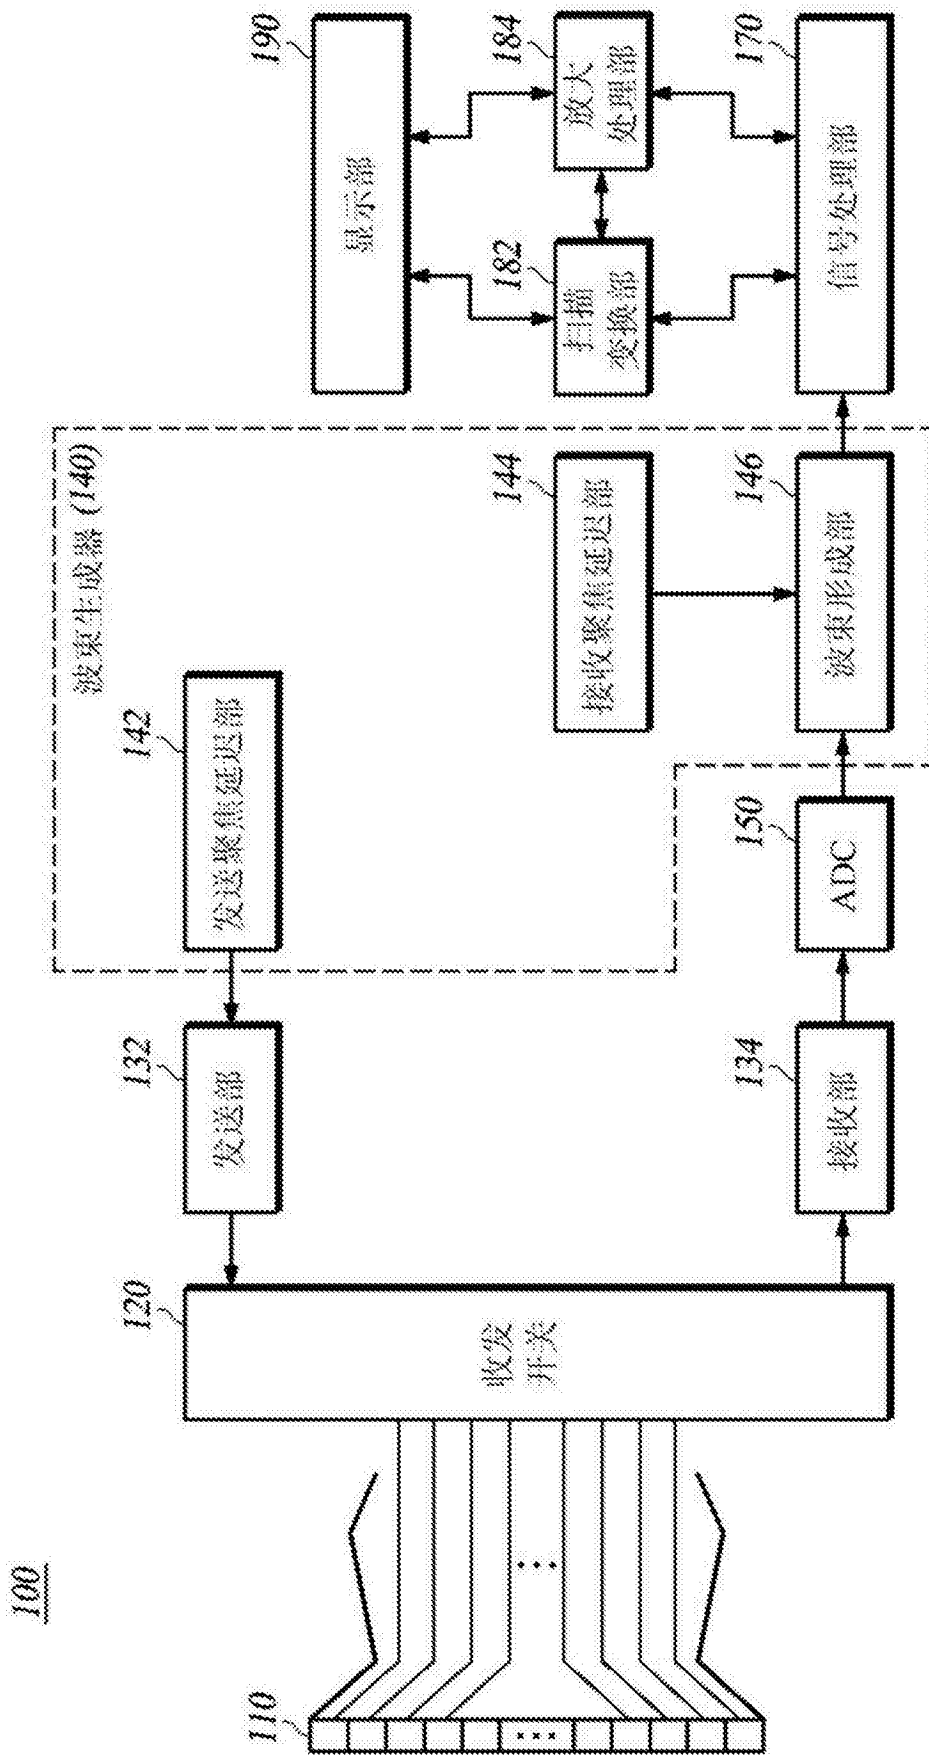 100
110
120
收发
开关
132
发送部
134
接收部
142
发送聚焦延迟部
150
ADC
波束生成器 (140)
144
接收聚焦延迟部
146
波束形成部
190
显示部
182
扫描
变换部
184
放大
处理部
170
信号处理部